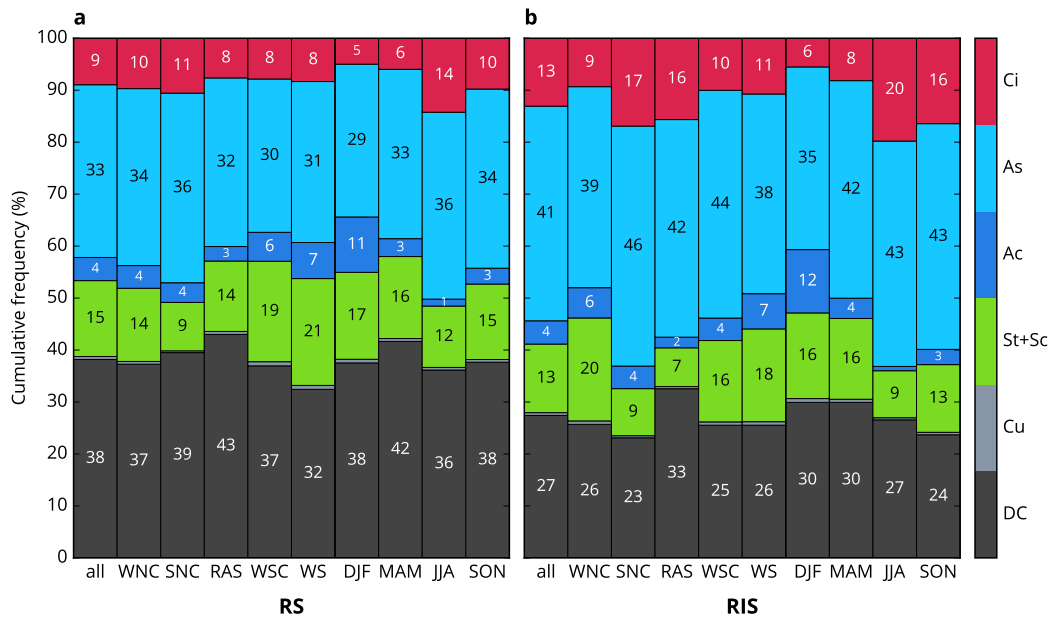 a
b
100
90
80
70
60
50
40
30
20
10
0
Cumulative frequency (%)
9 10 11 8 8 8 5 6 14 10
33 34 36 32 30 31 29 33 36 34
4 4 4 3 6 7 11 3 1 3
15 14 9 14 19 21 17 16 12 15
38 37 39 43 37 32 38 42 36 38
all WNC SNC RAS WSC WS DJF MAM JJA SON
RS
13 9 17 16 10 11 6 8 20 16
41 39 46 42 44 38 35 42 43 43
4 6 4 2 4 7 12 4 3
13 20 9 7 16 18 16 16 9 13
27 26 23 33 25 26 30 30 27 24
all WNC SNC RAS WSC WS DJF MAM JJA SON
RIS
Ci
As
Ac
St+Sc
Cu
DC